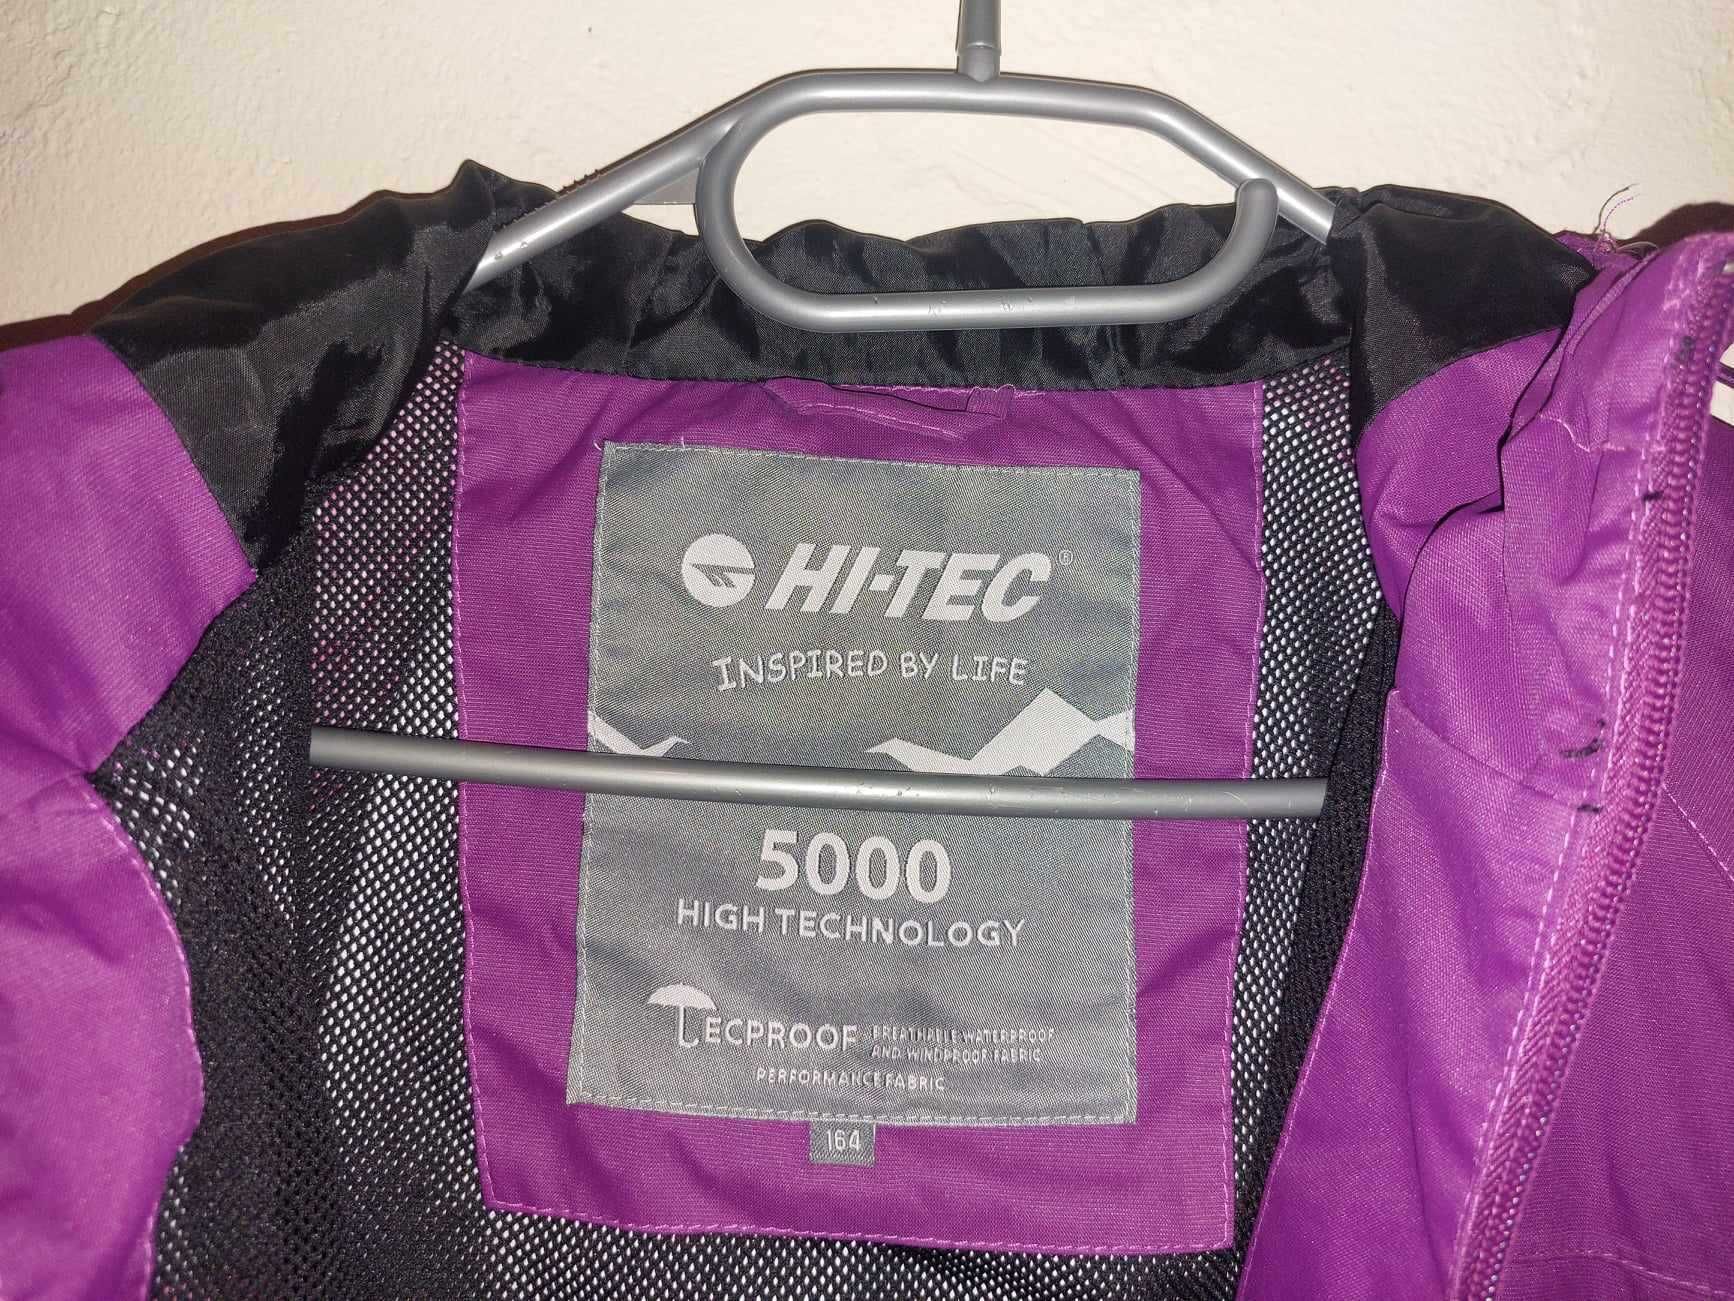 HI-TEC®
INSPIRED BY LIFE
5000
HIGH TECHNOLOGY
TECPROOF BREATHABLE WATERPROOF
AND WINDPROOF FABRIC
PERFORMANCE FABRIC
164